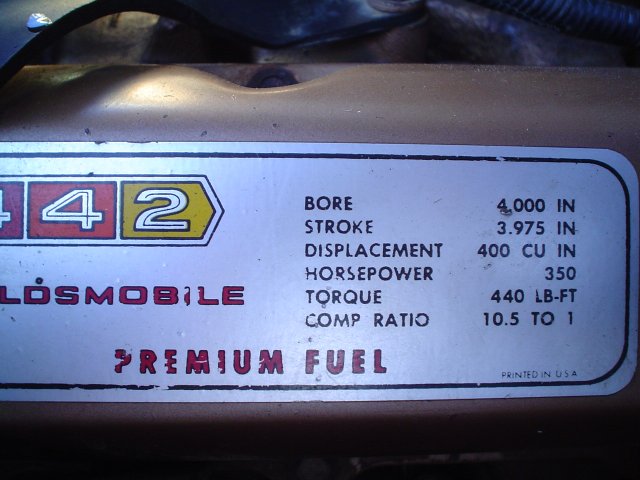 442
LDSMOBILE
PREMIUM FUEL
BORE 4.000 IN
STROKE 3.975 IN
DISPLACEMENT 400 CU IN
HORSEPOWER 350
TORQUE 440 LB-FT
COMP RATIO 10.5 TO 1
PRINTED IN U S A